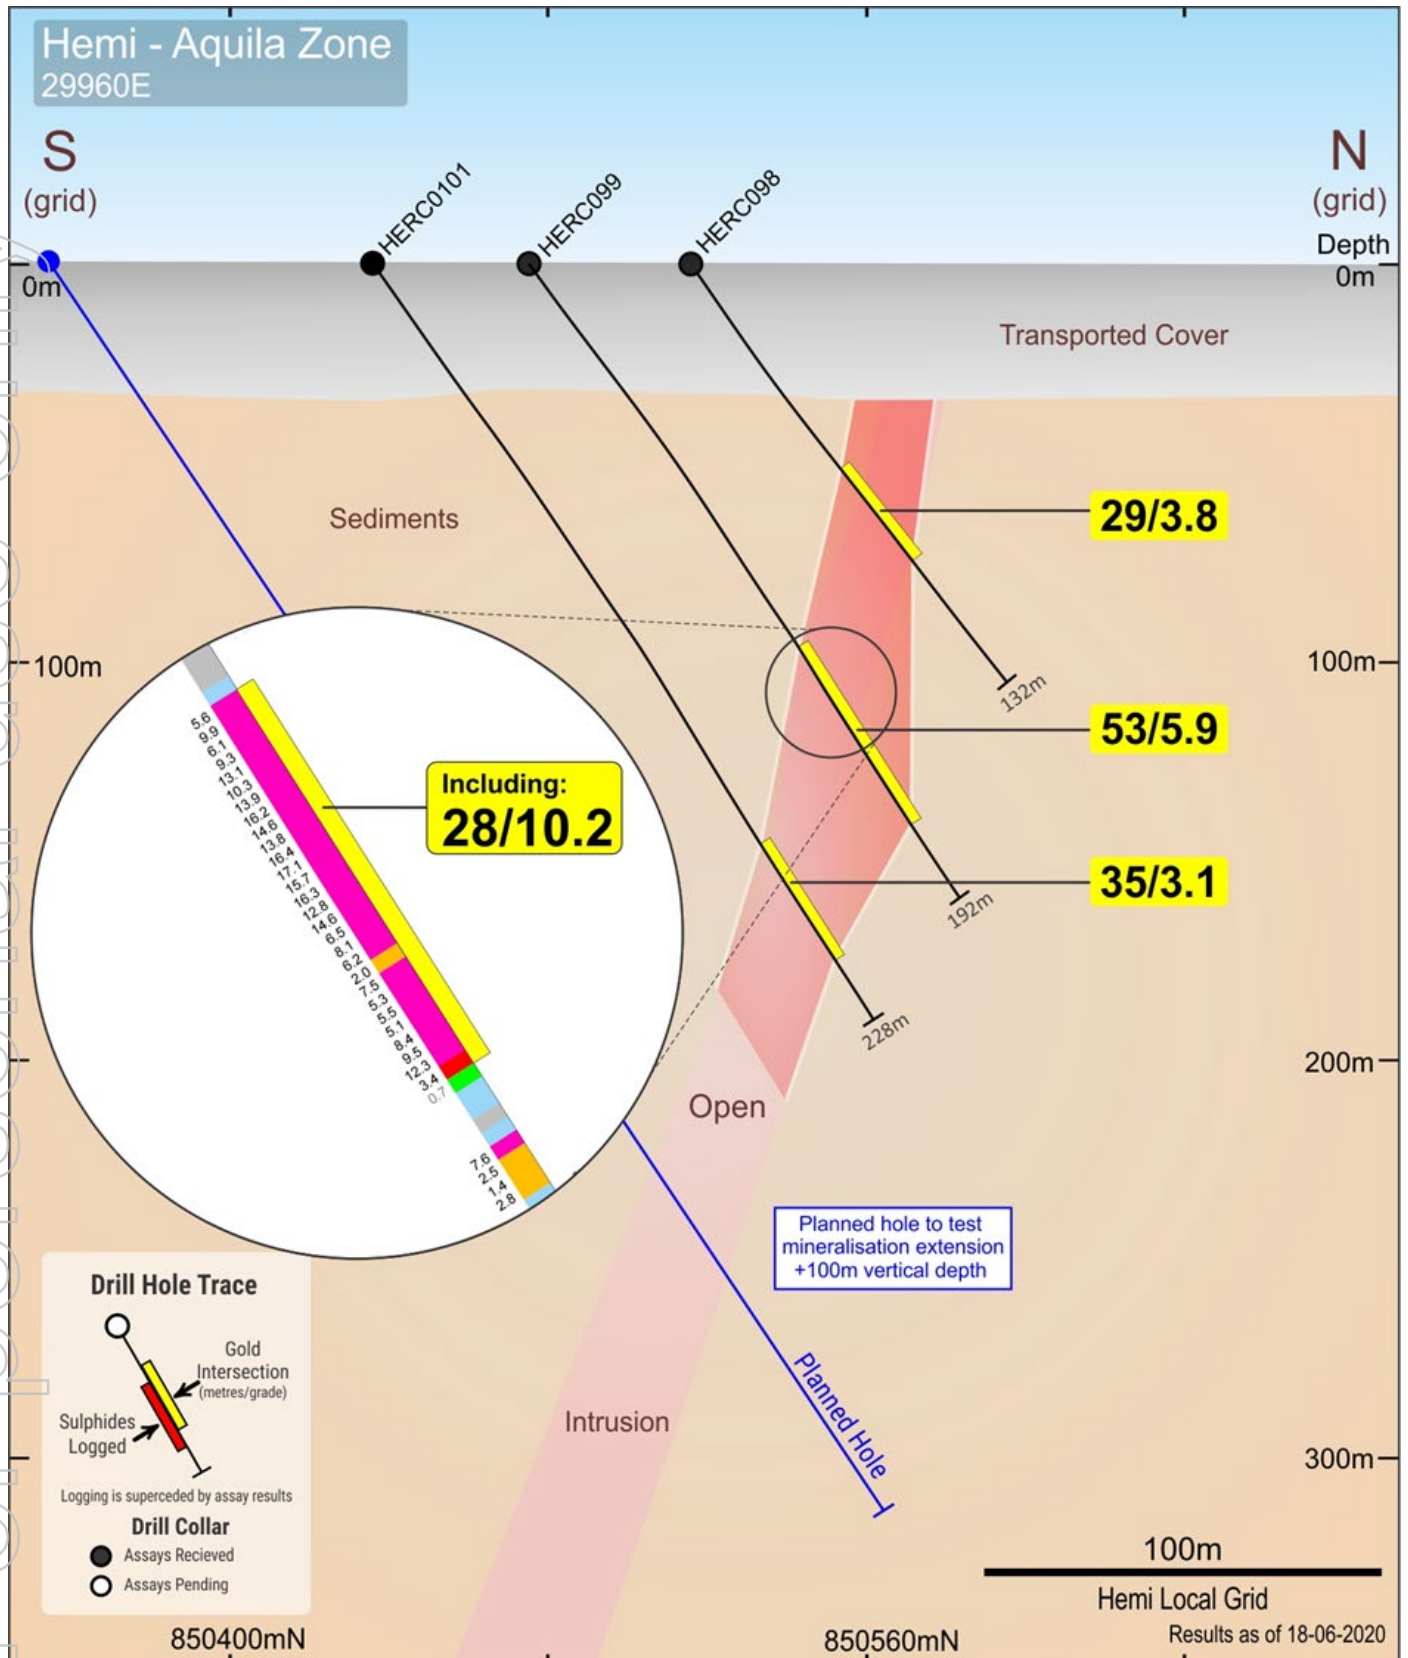 Hemi - Aquila Zone
29960E
S
(grid)
N
(grid)
Depth
0m
0m
HERC0101
HERC099
HERC098
Transported Cover
Sediments
29/3.8
100m
100m
132m
53/5.9
192m
35/3.1
228m
Including:
28/10.2
5.6
9.9
6.1
9.3
13.1
10.3
13.9
16.2
14.6
13.8
16.4
17.1
15.7
16.3
12.8
14.6
6.5
8.1
6.2
2.0
7.5
5.3
5.5
5.1
8.4
9.5
12.3
3.4
0.7
7.6
2.5
1.4
2.8
200m
Open
Planned hole to test
mineralisation extension
+100m vertical depth
Planned Hole
Intrusion
300m
Drill Hole Trace
Gold
Intersection
(metres/grade)
Sulphides
Logged
Logging is superceded by assay results
Drill Collar
Assays Recieved
Assays Pending
100m
Hemi Local Grid
Results as of 18-06-2020
850400mN
850560mN